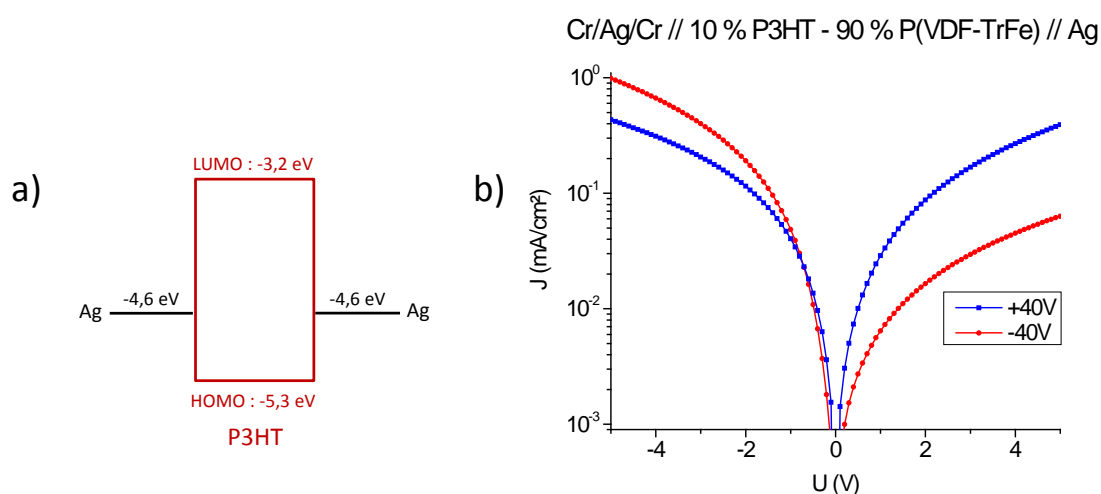 Cr/Ag/Cr // 10 % P3HT - 90 % P(VDF-TrFe) // Ag
a)
LUMO : -3,2 eV
Ag
-4,6 eV
-4,6 eV
Ag
HOMO : -5,3 eV
P3HT
b)
J (mA/cm²)
10⁰
10⁻¹
10⁻²
10⁻³
+40V
-40V
-4
-2
0
2
4
U (V)